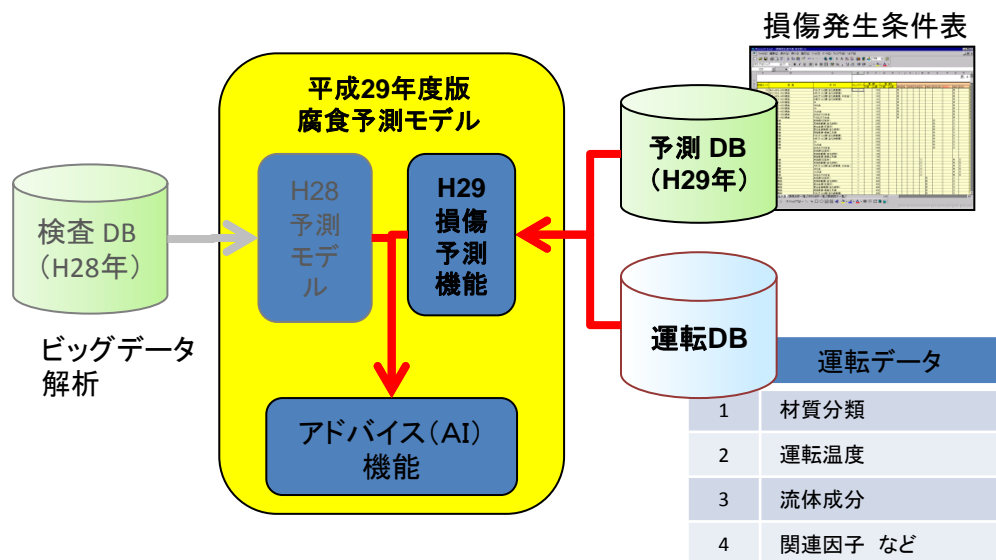 損傷発生条件表
平成29年度版
腐食予測モデル
検査 DB
（H28年）
ビッグデータ
解析
H28
予測
モデ
ル
H29
損傷
予測
機能
アドバイス（AI）
機能
予測 DB
（H29年）
運転DB
運転データ
1 材質分類
2 運転温度
3 流体成分
4 関連因子 など